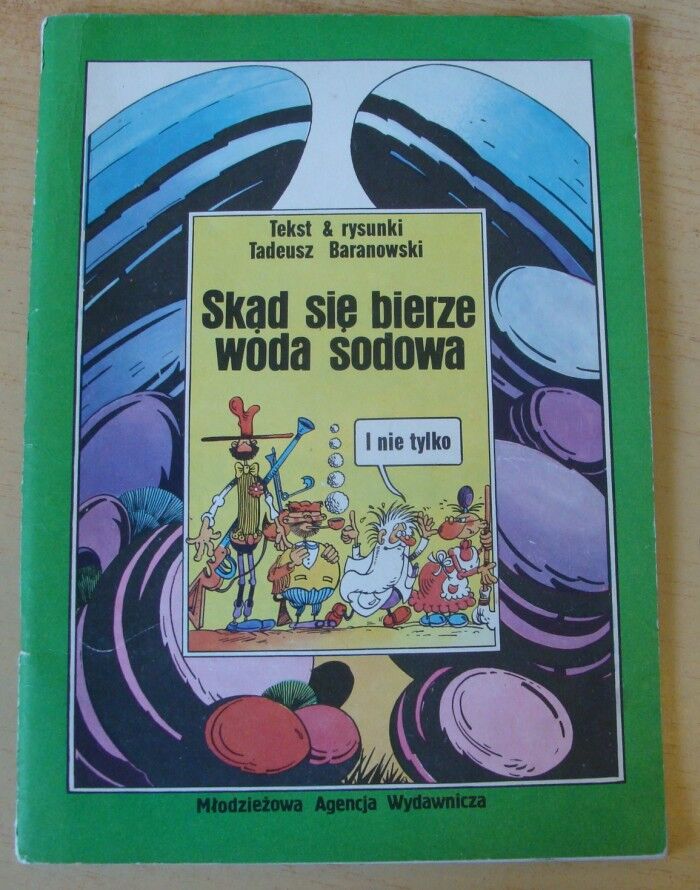 Tekst & rysunki
Tadeusz Baranowski
Skąd się bierze
woda sodowa
I nie tylko
Młodzieżowa Agencja Wydawnicza